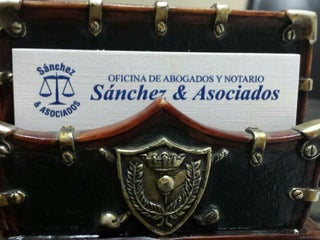 Sánchez
& ASOCIADOS
OFICINA DE ABOGADOS Y NOTARIO
Sánchez & Asociados